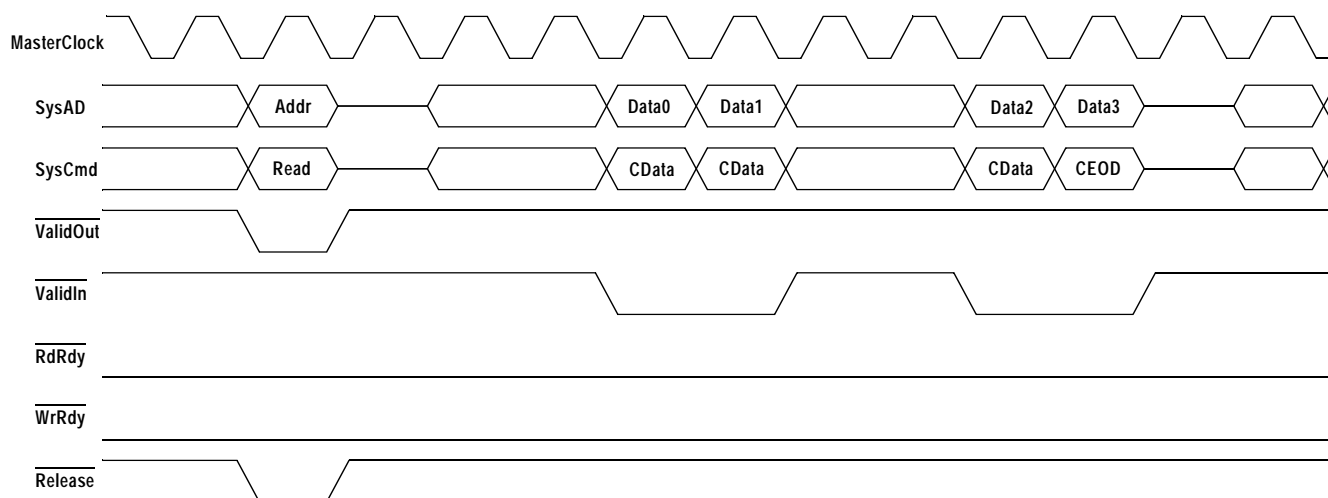 MasterClock
SysAD Addr Data0 Data1 Data2 Data3
SysCmd Read CData CData CData CEOD
ValidOut
ValidIn
RdRdy
WrRdy
Release